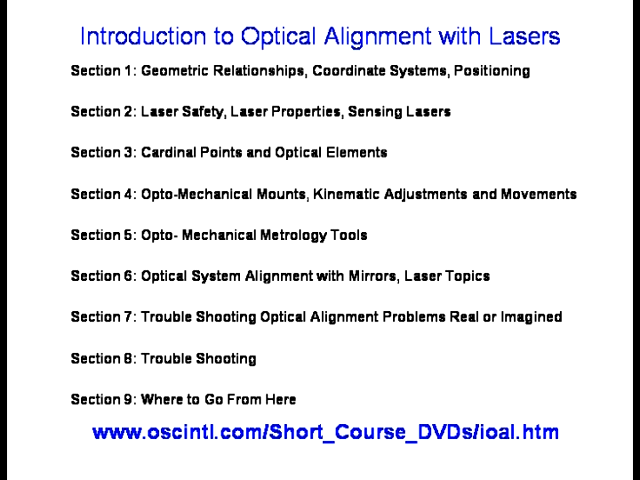 Introduction to Optical Alignment with Lasers
Section 1: Geometric Relationships, Coordinate Systems, Positioning
Section 2: Laser Safety, Laser Properties, Sensing Lasers
Section 3: Cardinal Points and Optical Elements
Section 4: Opto-Mechanical Mounts, Kinematic Adjustments and Movements
Section 5: Opto- Mechanical Metrology Tools
Section 6: Optical System Alignment with Mirrors, Laser Topics
Section 7: Trouble Shooting Optical Alignment Problems Real or Imagined
Section 8: Trouble Shooting
Section 9: Where to Go From Here
www.oscintl.com/Short_Course_DVDs/ioal.htm